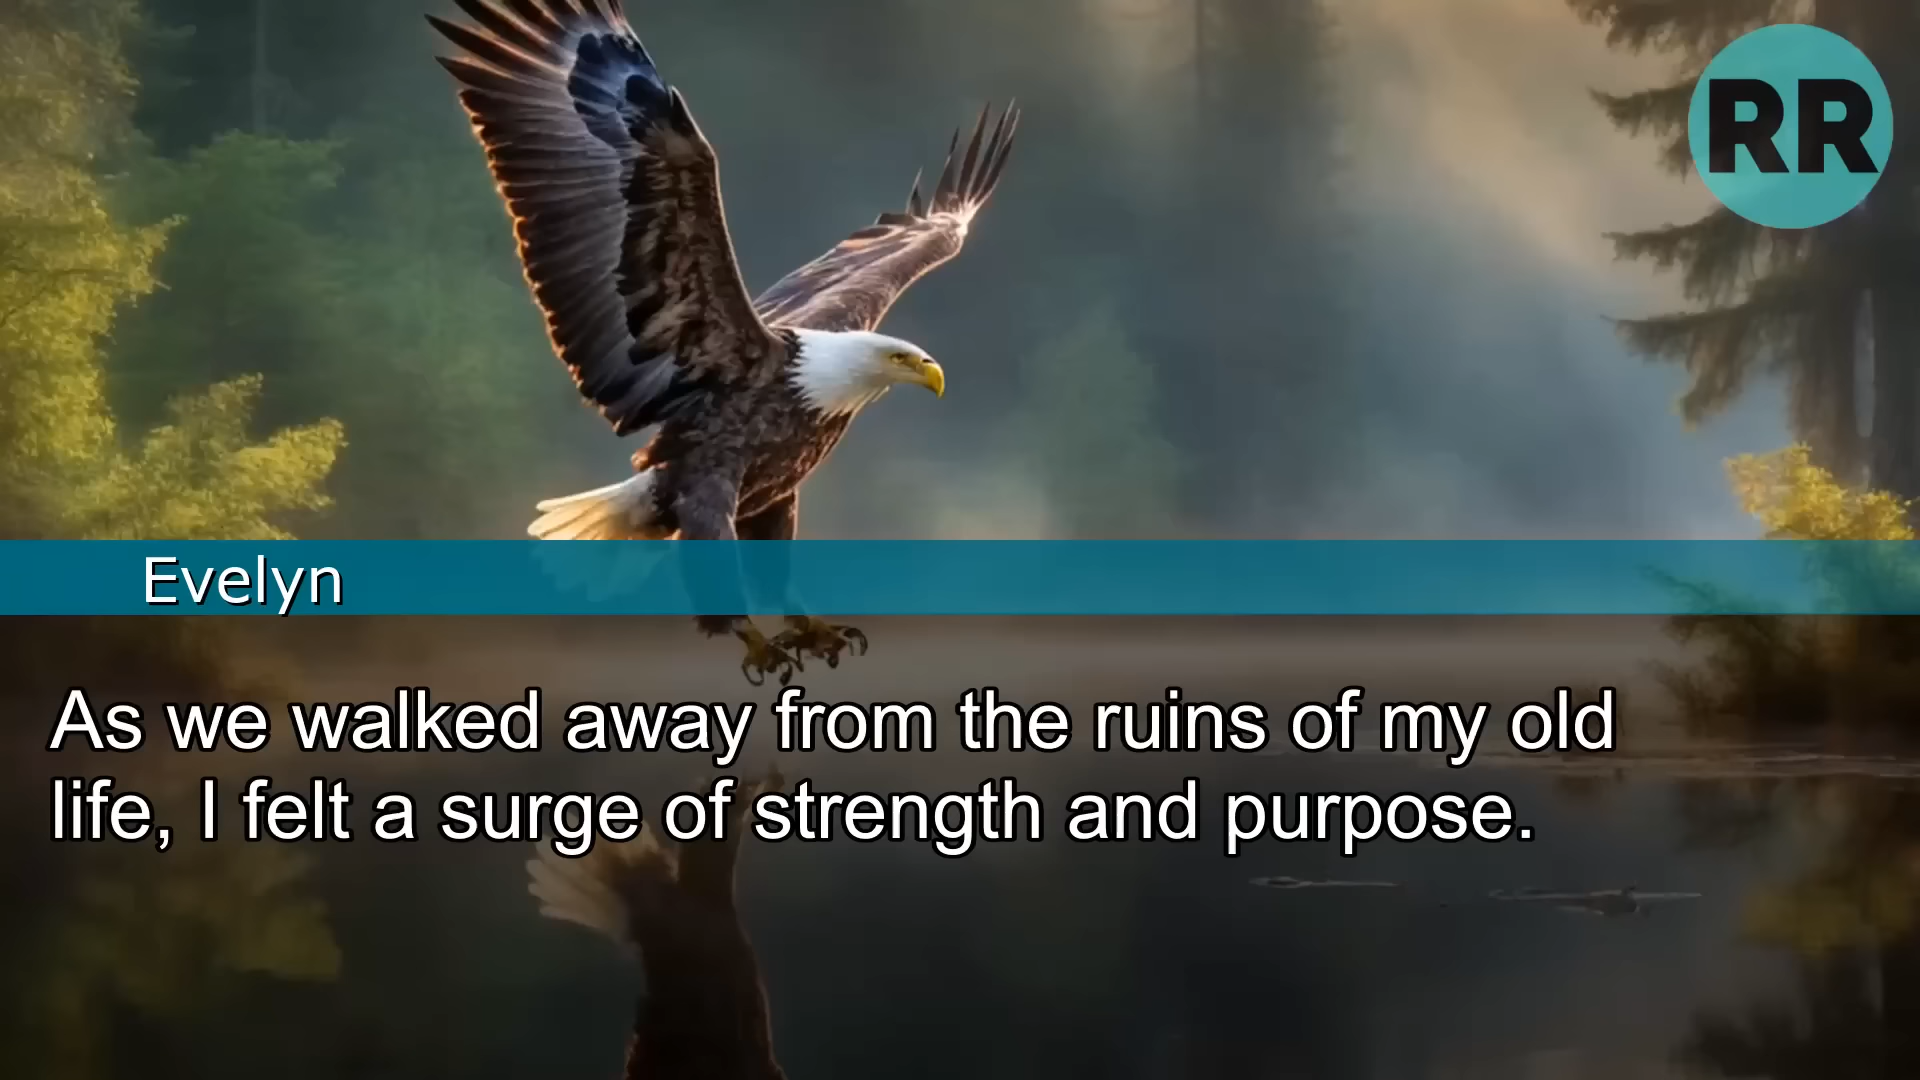 RR
Evelyn
As we walked away from the ruins of my old
life, I felt a surge of strength and purpose.